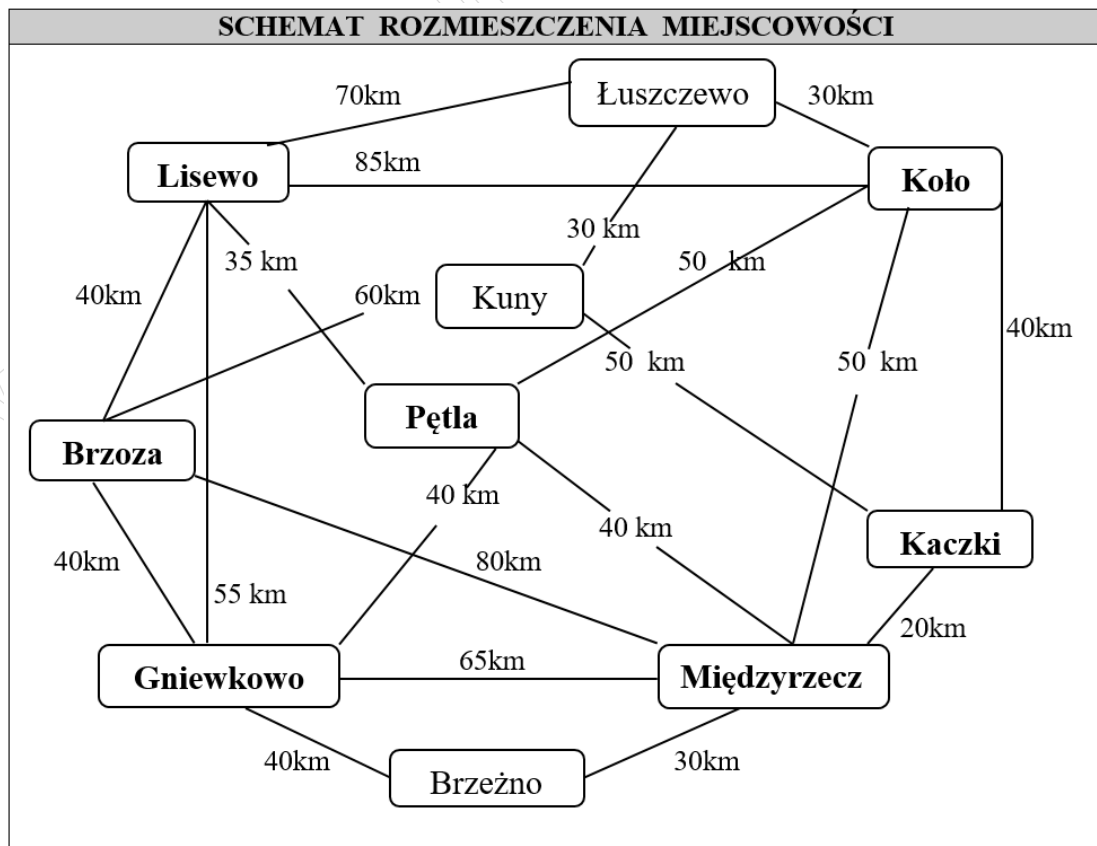 SCHEMAT ROZMIESZCZENIA MIEJSCOWOŚCI
Łuszczewo
70km
30km
Lisewo
85km
Koło
30 km
35 km
50 km
40km
60km
Kuny
40km
50 km
50 km
Pętla
Brzoza
40 km
40 km
Kaczki
40km
80km
55 km
20km
Gniewkowo
65km
Międzyrzecz
40km
Brzeżno
30km